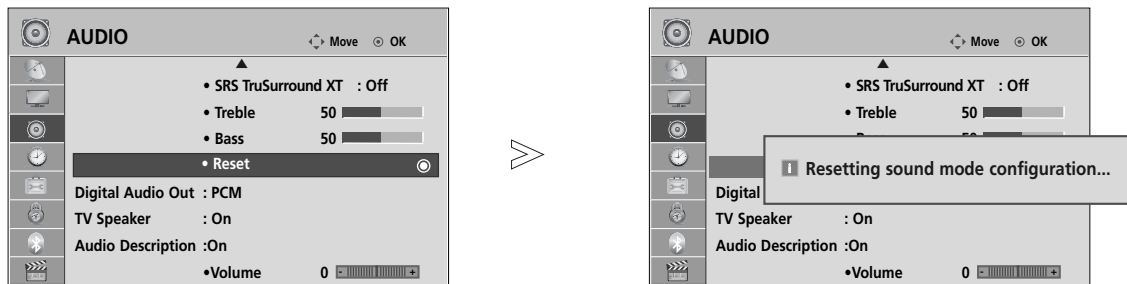 AUDIO
Move OK
• SRS TruSurround XT : Off
• Treble 50
• Bass 50
• Reset
Digital Audio Out : PCM
TV Speaker : On
Audio Description :On
•Volume 0 - +
AUDIO
Move OK
• SRS TruSurround XT : Off
• Treble 50
i Resetting sound mode configuration...
Digital
TV Speaker : On
Audio Description :On
•Volume 0 - +